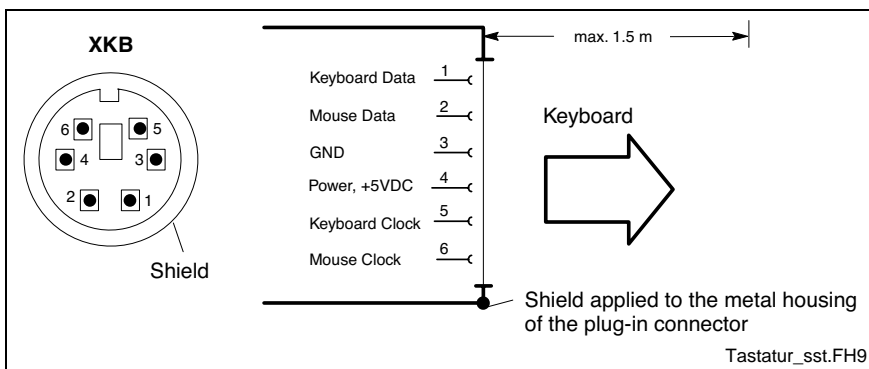 XKB
6
5
4
3
2
1
Shield
max. 1.5 m
Keyboard Data 1
Mouse Data 2
GND 3
Power, +5VDC 4
Keyboard Clock 5
Mouse Clock 6
Keyboard
Shield applied to the metal housing
of the plug-in connector
Tastatur_sst.FH9